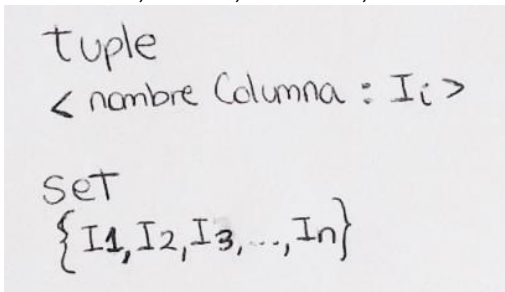 tuple
< nombre Columna : Ii >
set
{I1, I2, I3, ..., In}